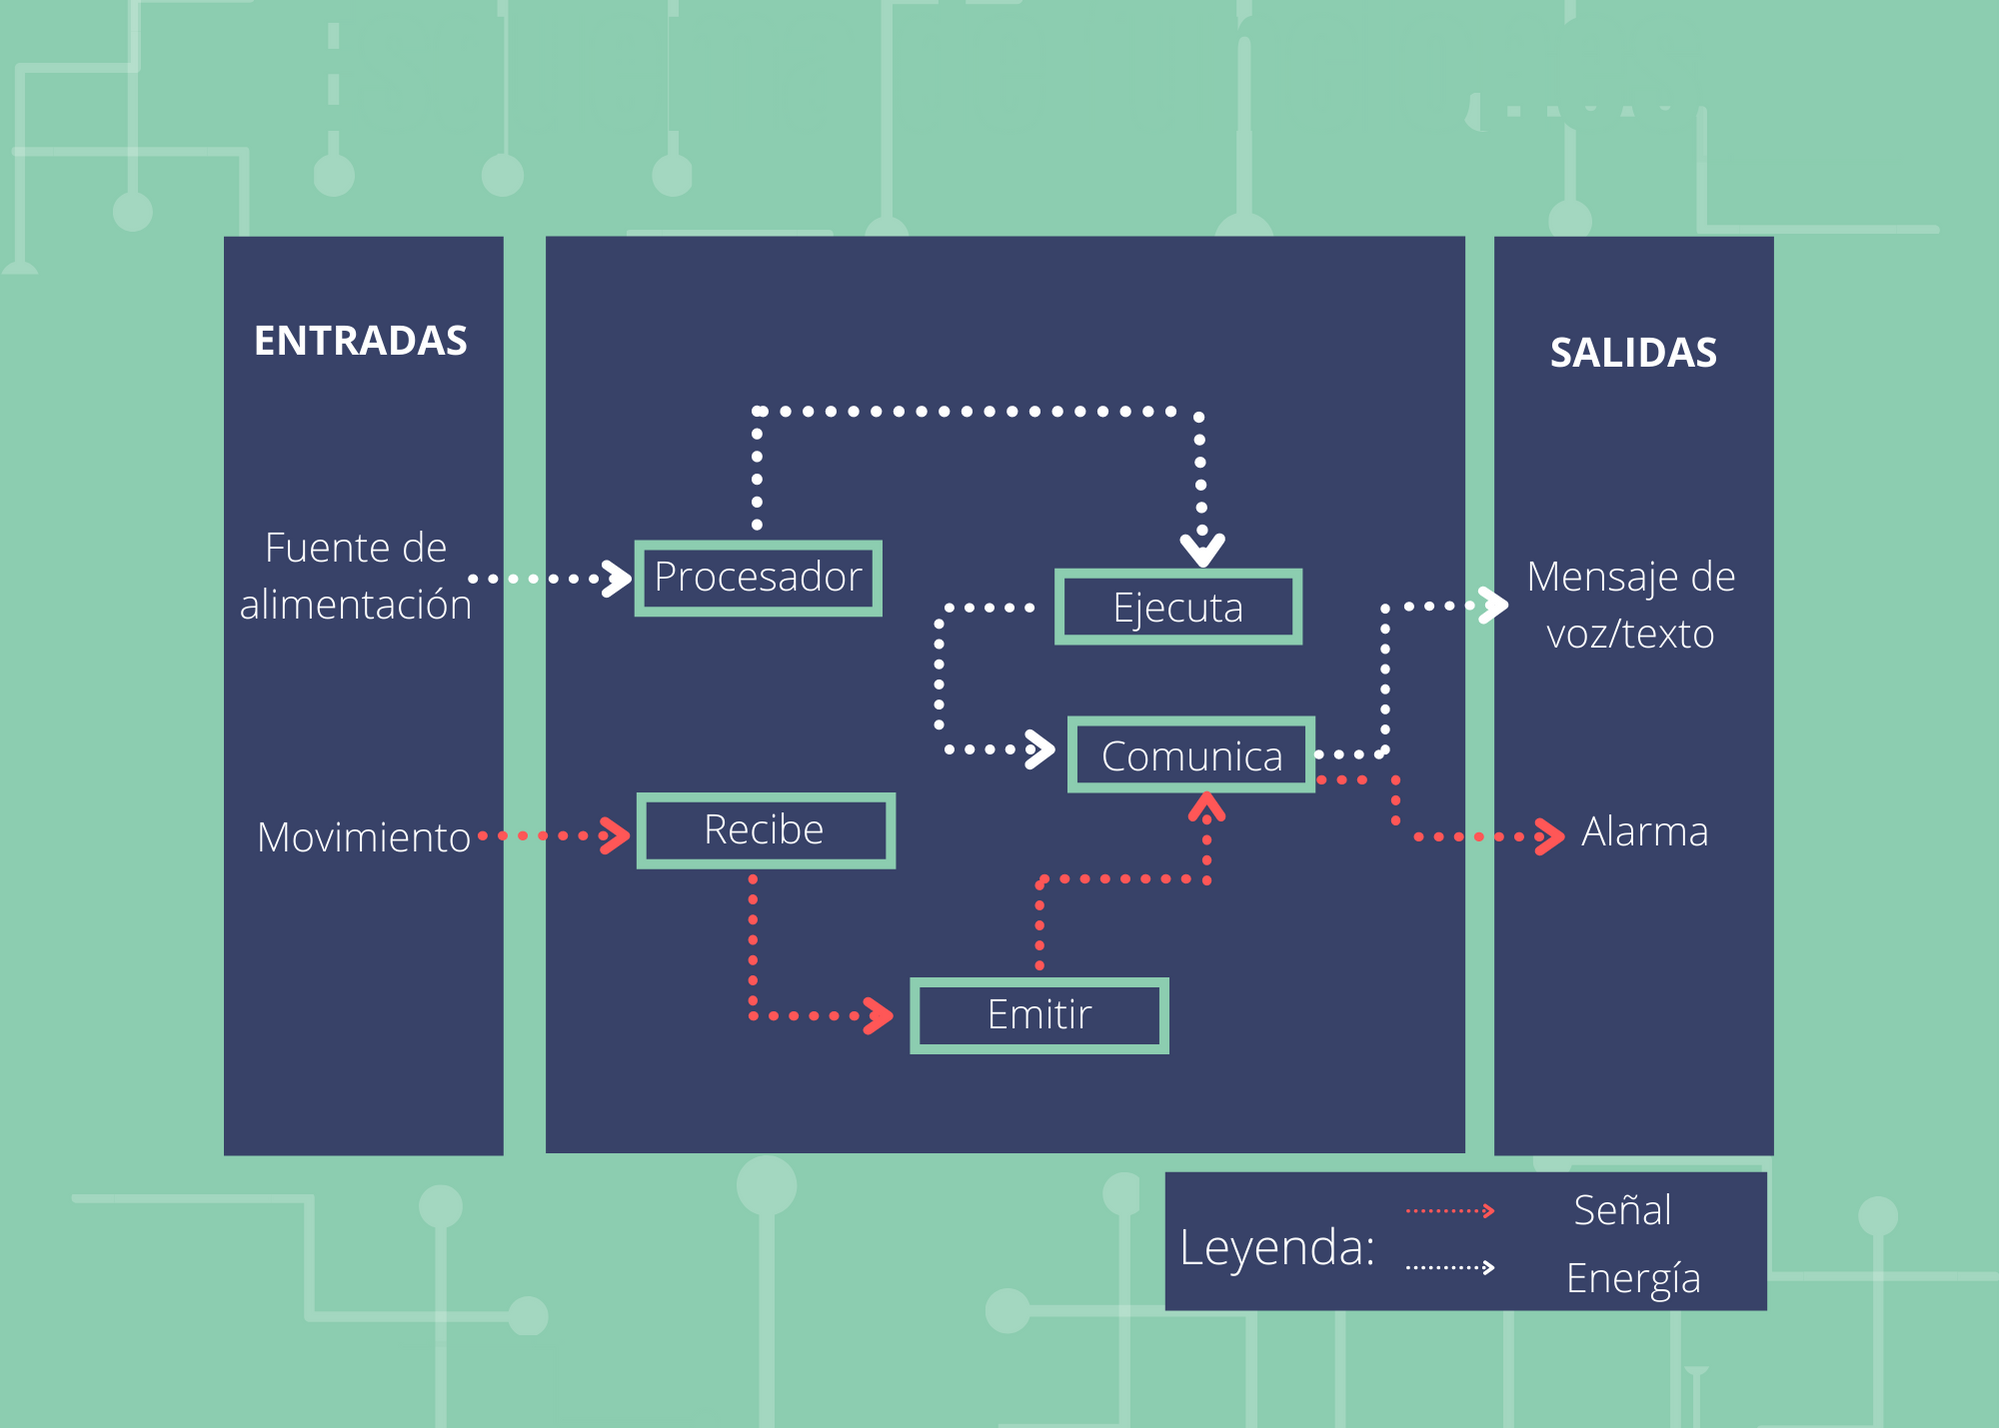 ENTRADAS
SALIDAS
Fuente de
alimentación
Procesador
Ejecuta
Mensaje de
voz/texto
Comunica
Movimiento
Recibe
Alarma
Emitir
Leyenda:
Señal
Energía